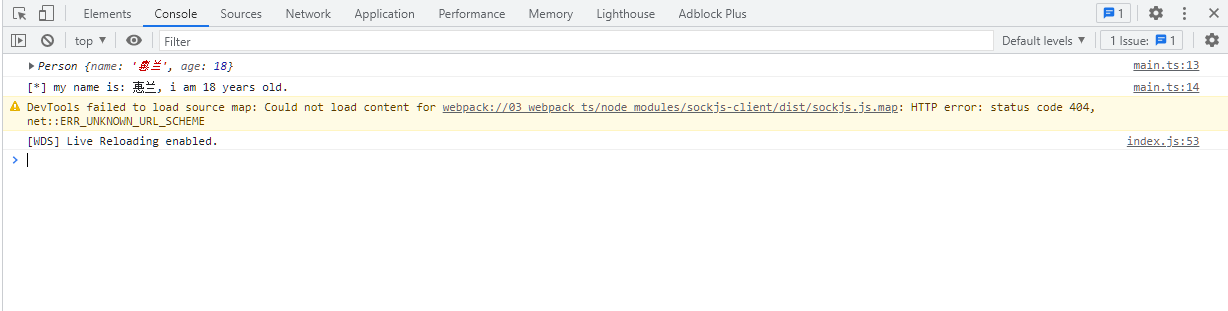 Elements Console Sources Network Application Performance Memory Lighthouse Adblock Plus 1
top Filter Default levels 1 Issue: 1
Person {name: '惠兰', age: 18} main.ts:13
[*] my name is: 惠兰, i am 18 years old. main.ts:14
DevTools failed to load source map: Could not load content for webpack://03_webpack_ts/node_modules/sockjs-client/dist/sockjs.js.map: HTTP error: status code 404,
net::ERR_UNKNOWN_URL_SCHEME
[WDS] Live Reloading enabled. index.js:53